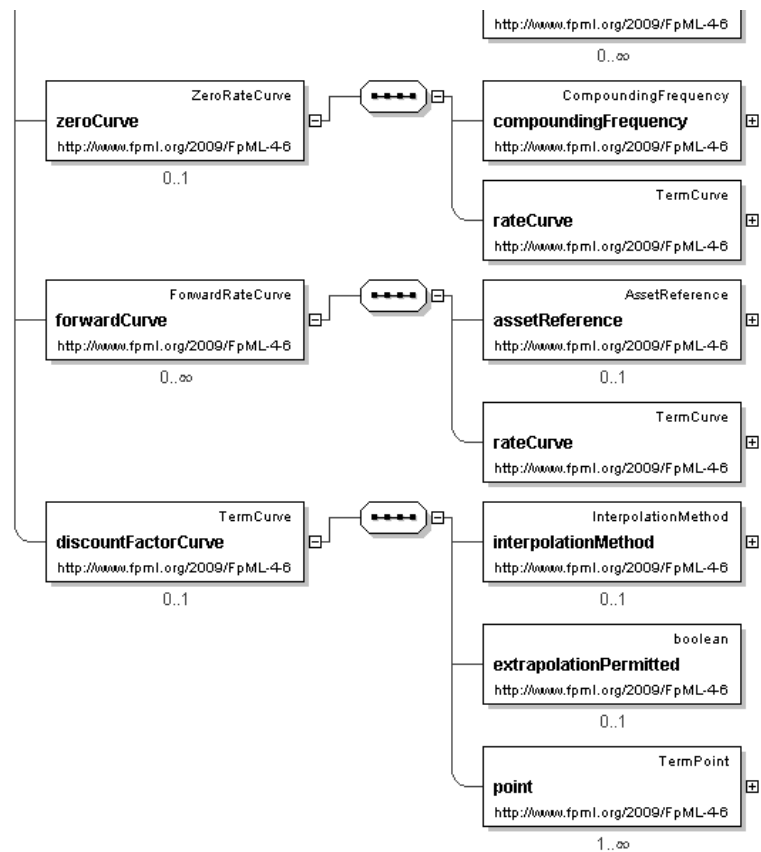 http://www.fpml.org/2009/FpML-4-6
0..∞
ZeroRateCurve
zeroCurve
http://www.fpml.org/2009/FpML-4-6
0..1
CompoundingFrequency
compoundingFrequency
http://www.fpml.org/2009/FpML-4-6
TermCurve
rateCurve
http://www.fpml.org/2009/FpML-4-6
ForwardRateCurve
forwardCurve
http://www.fpml.org/2009/FpML-4-6
0..∞
AssetReference
assetReference
http://www.fpml.org/2009/FpML-4-6
0..1
TermCurve
rateCurve
http://www.fpml.org/2009/FpML-4-6
TermCurve
discountFactorCurve
http://www.fpml.org/2009/FpML-4-6
0..1
InterpolationMethod
interpolationMethod
http://www.fpml.org/2009/FpML-4-6
0..1
boolean
extrapolationPermitted
http://www.fpml.org/2009/FpML-4-6
0..1
TermPoint
point
http://www.fpml.org/2009/FpML-4-6
1..∞